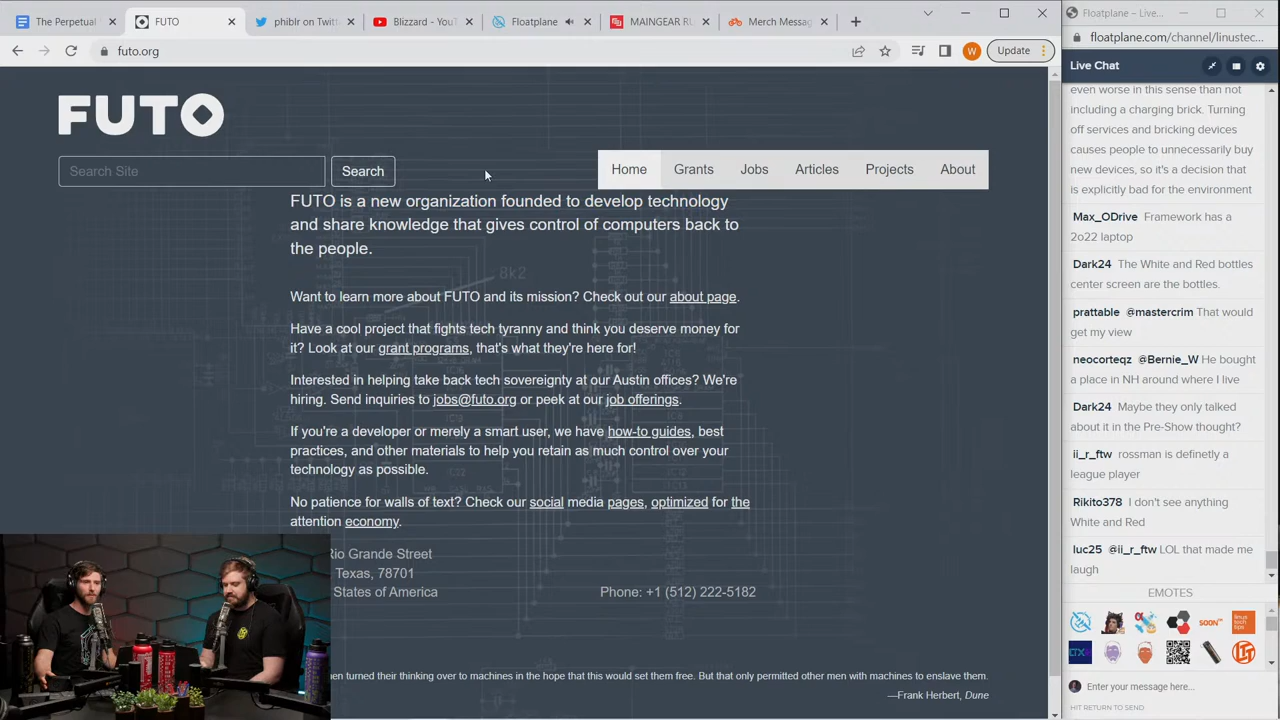 The Perpetual
FUTO
phiblr on Twitt
Blizzard - YouT
Floatplane
MAINGEAR RU
Merch Messag
futo.org
W
Update
FUTO
Search Site
Search
Home
Grants
Jobs
Articles
Projects
About
FUTO is a new organization founded to develop technology
and share knowledge that gives control of computers back to
the people.
8k2
Want to learn more about FUTO and its mission? Check out our about page.
Have a cool project that fights tech tyranny and think you deserve money for
it? Look at our grant programs, that's what they're here for!
Interested in helping take back tech sovereignty at our Austin offices? We're
hiring. Send inquiries to jobs@futo.org or peek at our job offerings.
If you're a developer or merely a smart user, we have how-to guides, best
practices, and other materials to help you retain as much control over your
technology as possible.
No patience for walls of text? Check our social media pages, optimized for the
attention economy.
Rio Grande Street
Texas, 78701
States of America
Phone: +1 (512) 222-5182
turned their thinking over to machines in the hope that this would set them free. But that only permitted other men with machines to enslave them.
—Frank Herbert, Dune
Floatplane – Live...
floatplane.com/channel/linustec...
Live Chat
even worse in this sense than not
including a charging brick. Turning
off services and bricking devices
causes people to unnecessarily buy
new devices, so it's a decision that
is explicitly bad for the environment
Max_ODrive Framework has a
2o22 laptop
Dark24 The White and Red bottles
center screen are the bottles.
prattable @mastercrim That
would get my view
neocorteqz @Bernie_W He bought
a place in NH around where I live
Dark24 Maybe they only talked
about it in the Pre-Show thought?
ii_r_ftw rossman is definetly a
league player
Rikito378 I don't see anything
White and Red
luc25 @ii_r_ftw LOL that made me
laugh
EMOTES
SOON
Enter your message here...
HIT RETURN TO SEND